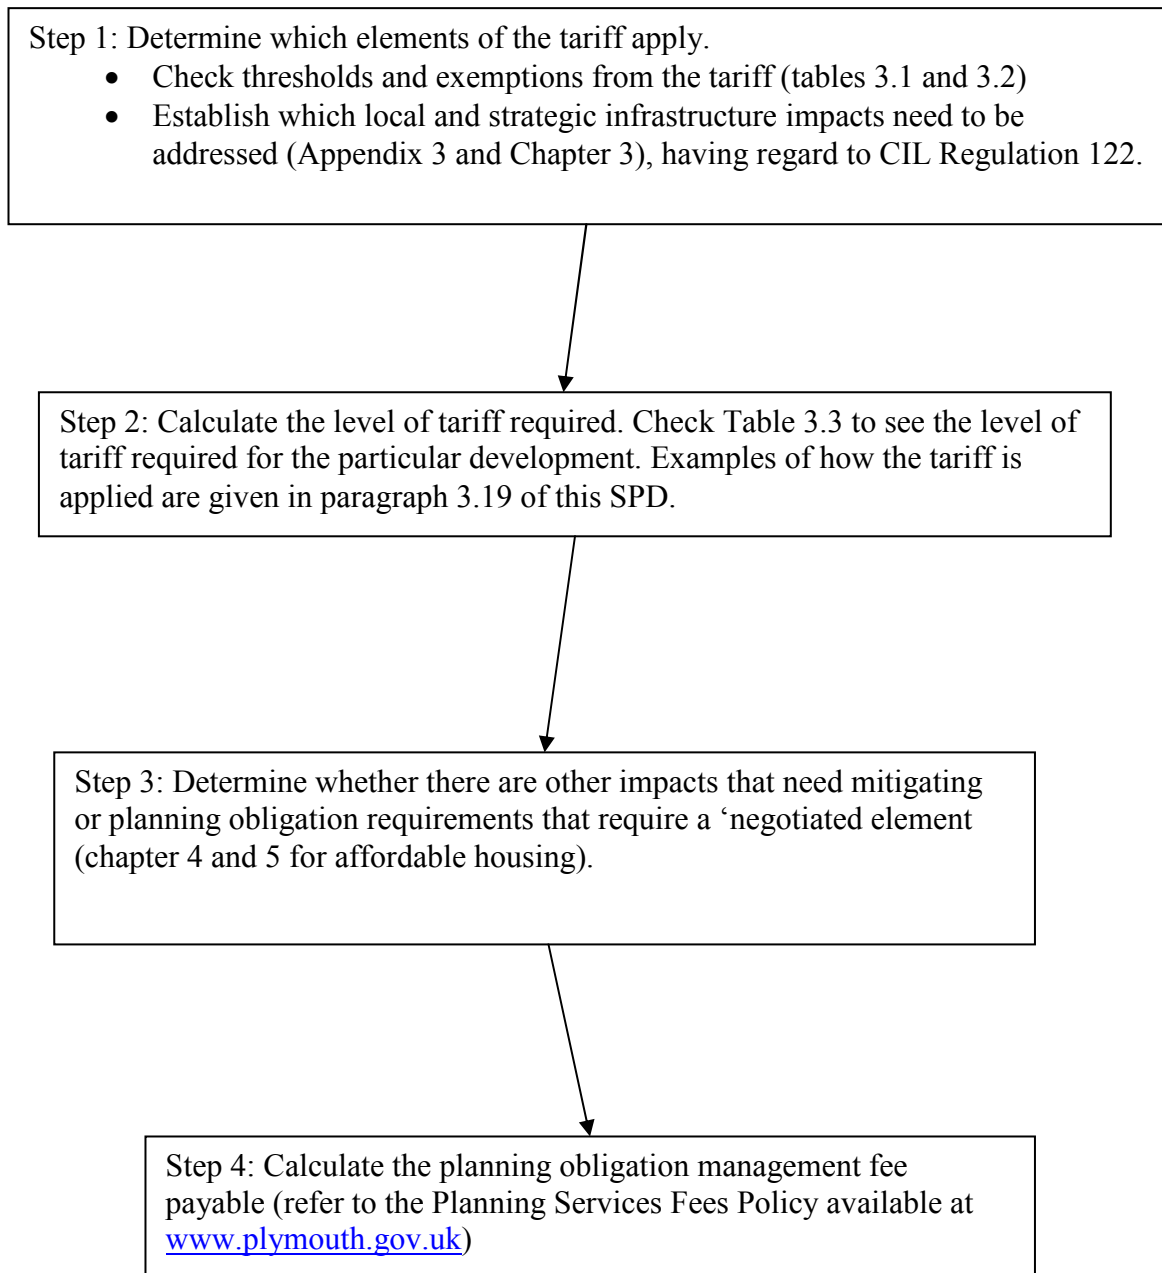 Step 1: Determine which elements of the tariff apply.
• Check thresholds and exemptions from the tariff (tables 3.1 and 3.2)
• Establish which local and strategic infrastructure impacts need to be
addressed (Appendix 3 and Chapter 3), having regard to CIL Regulation 122.
Step 2: Calculate the level of tariff required. Check Table 3.3 to see the level of
tariff required for the particular development. Examples of how the tariff is
applied are given in paragraph 3.19 of this SPD.
Step 3: Determine whether there are other impacts that need mitigating
or planning obligation requirements that require a ‘negotiated element
(chapter 4 and 5 for affordable housing).
Step 4: Calculate the planning obligation management fee
payable (refer to the Planning Services Fees Policy available at
www.plymouth.gov.uk)